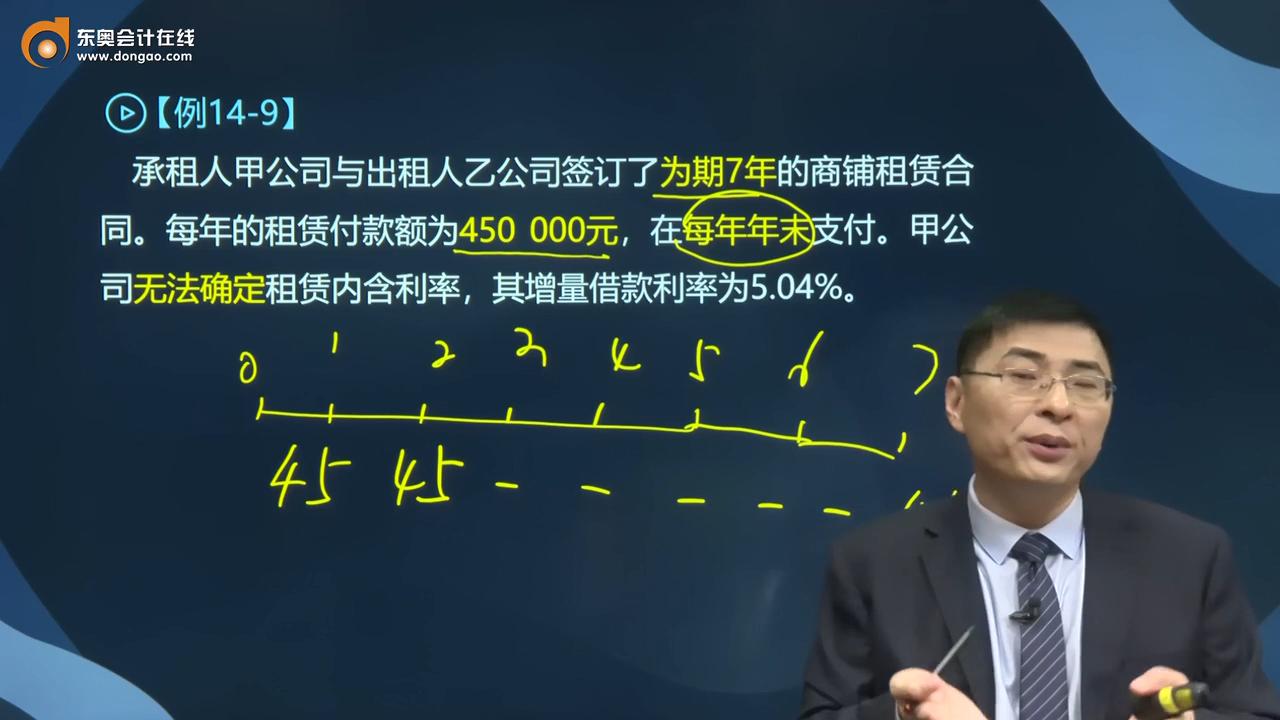 东奥会计在线
www.dongao.com
【例14-9】
承租人甲公司与出租人乙公司签订了为期7年的商铺租赁合
同。每年的租赁付款额为450 000元，在每年年末支付。甲公
司无法确定租赁内含利率，其增量借款利率为5.04%。
0 1 2 3 4 5 6 7
45 45 - - - - -